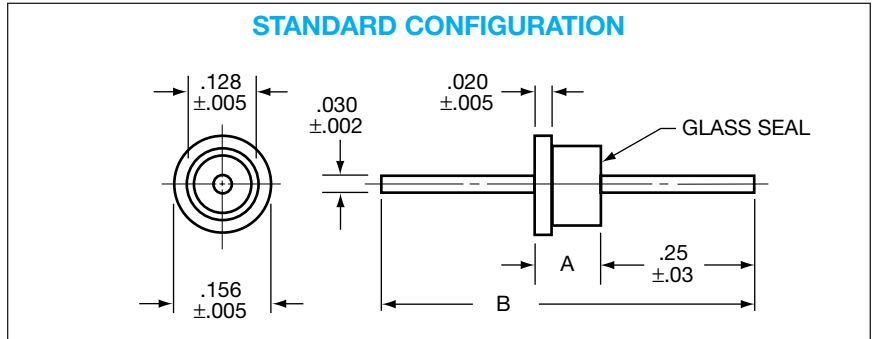 STANDARD CONFIGURATION
.128
±.005
.030
±.002
.020
±.005
GLASS SEAL
A
.25
±.03
B
.156
±.005